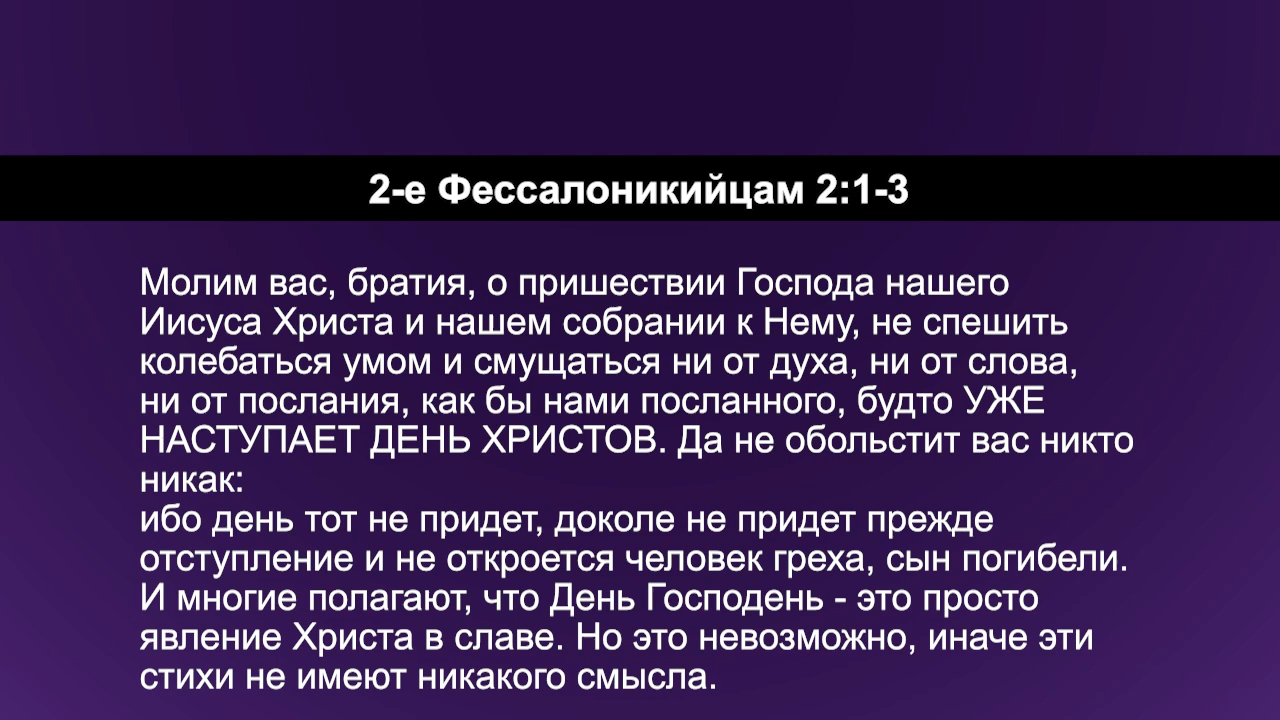 2-е Фессалоникийцам 2:1-3
Молим вас, братия, о пришествии Господа нашего
Иисуса Христа и нашем собрании к Нему, не спешить
колебаться умом и смущаться ни от духа, ни от слова,
ни от послания, как бы нами посланного, будто УЖЕ
НАСТУПАЕТ ДЕНЬ ХРИСТОВ. Да не обольстит вас никто
никак:
ибо день тот не придет, доколе не придет прежде
отступление и не откроется человек греха, сын погибели.
И многие полагают, что День Господень - это просто
явление Христа в славе. Но это невозможно, иначе эти
стихи не имеют никакого смысла.